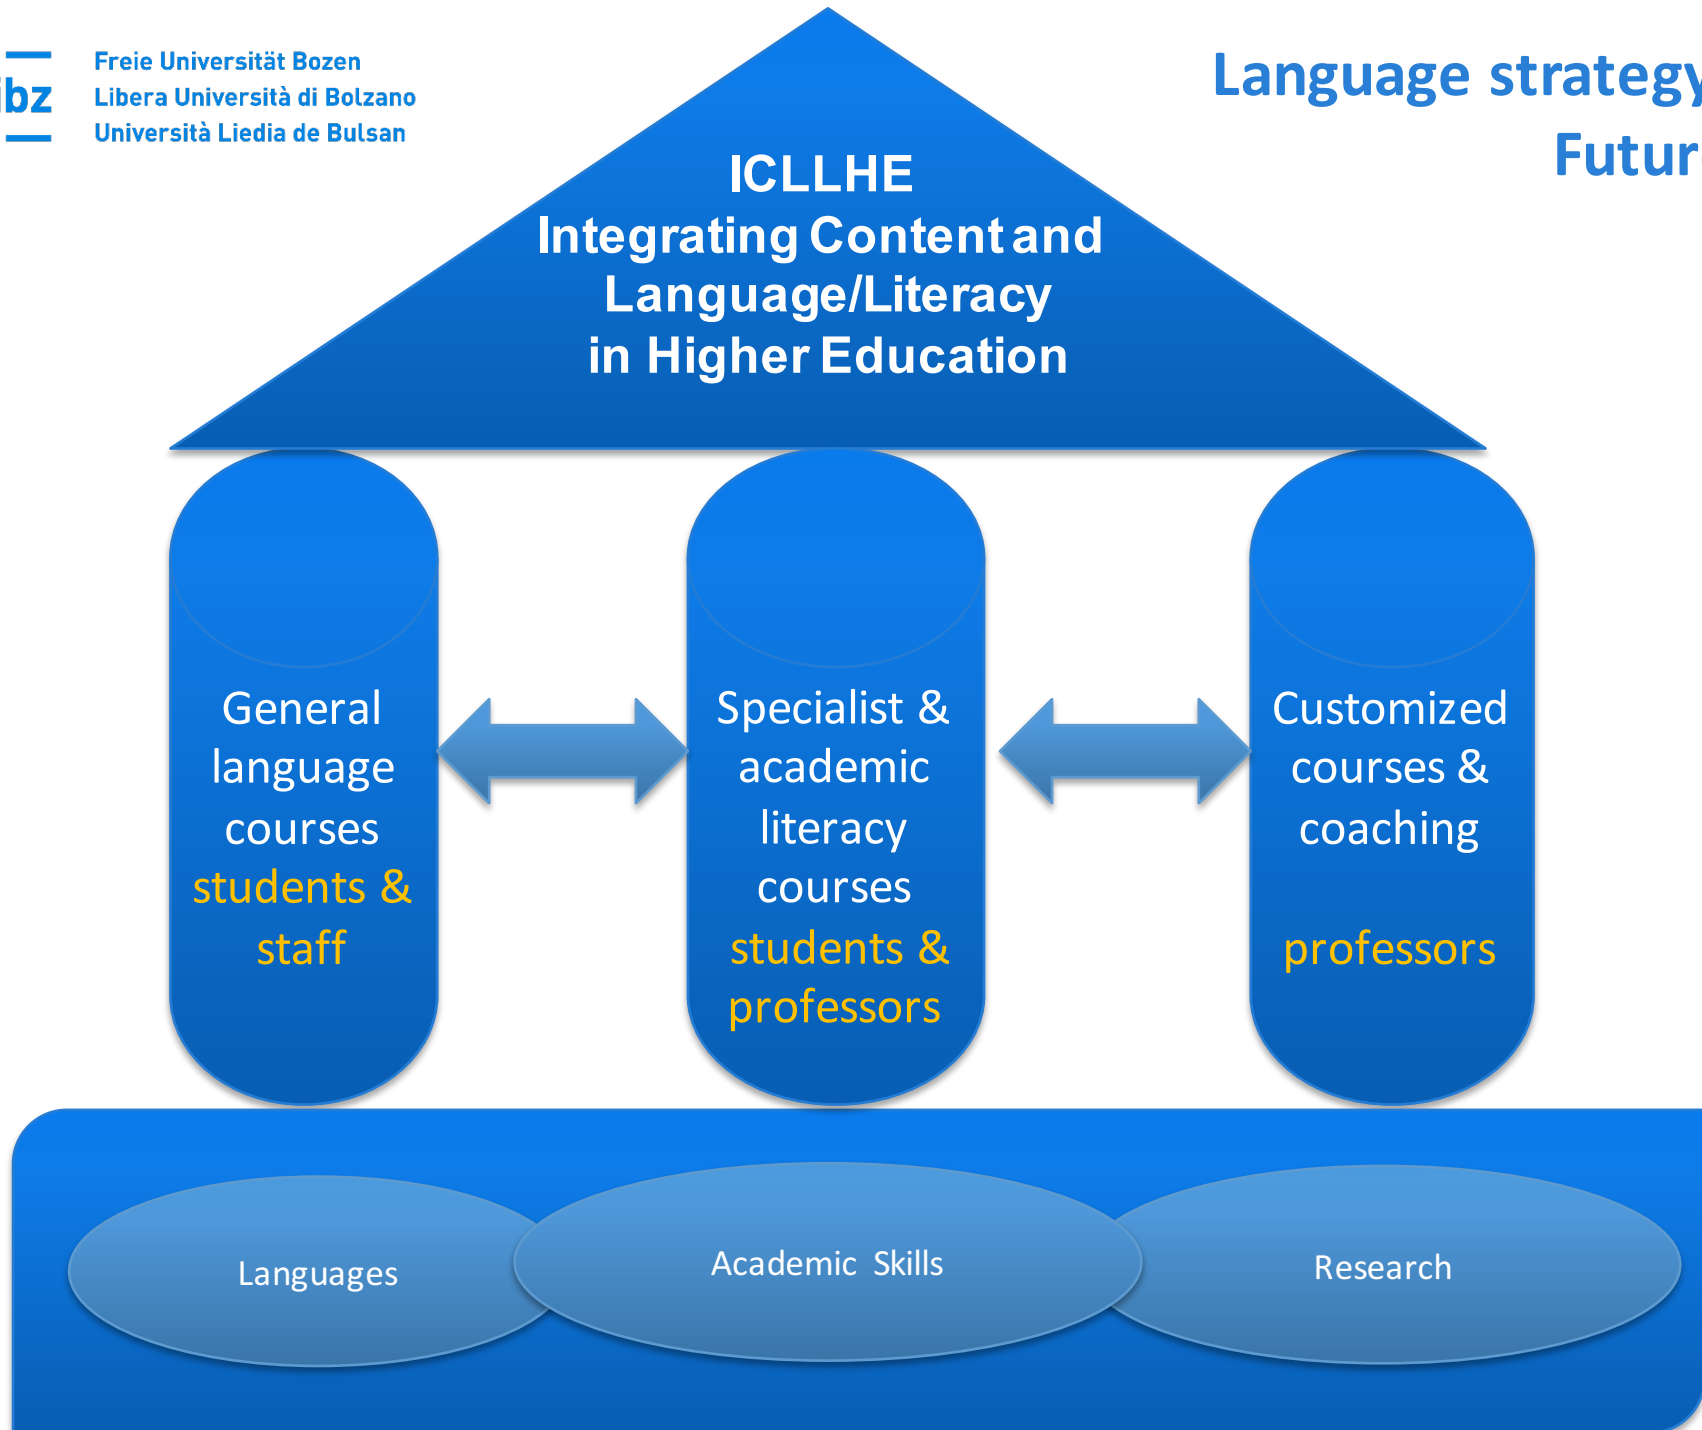 ibz
Freie Universität Bozen
Libera Università di Bolzano
Università Liedia de Bulsan
Language strategy
Futur
ICLLHE
Integrating Content and
Language/Literacy
in Higher Education
General
language
courses
students &
staff
Specialist &
academic
literacy
courses
students &
professors
Customized
courses &
coaching
professors
Languages
Academic Skills
Research